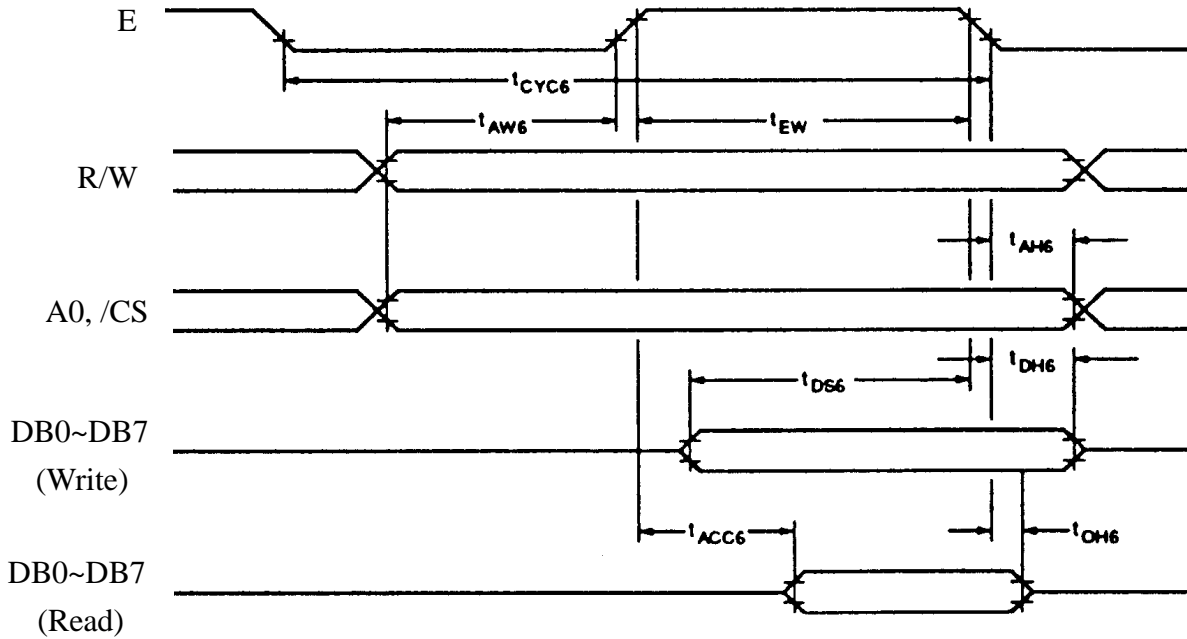 E
tCYC6
tAW6
tEW
R/W
tAH6
A0, /CS
tDH6
tDS6
DB0~DB7
(Write)
tACC6
tOH6
DB0~DB7
(Read)